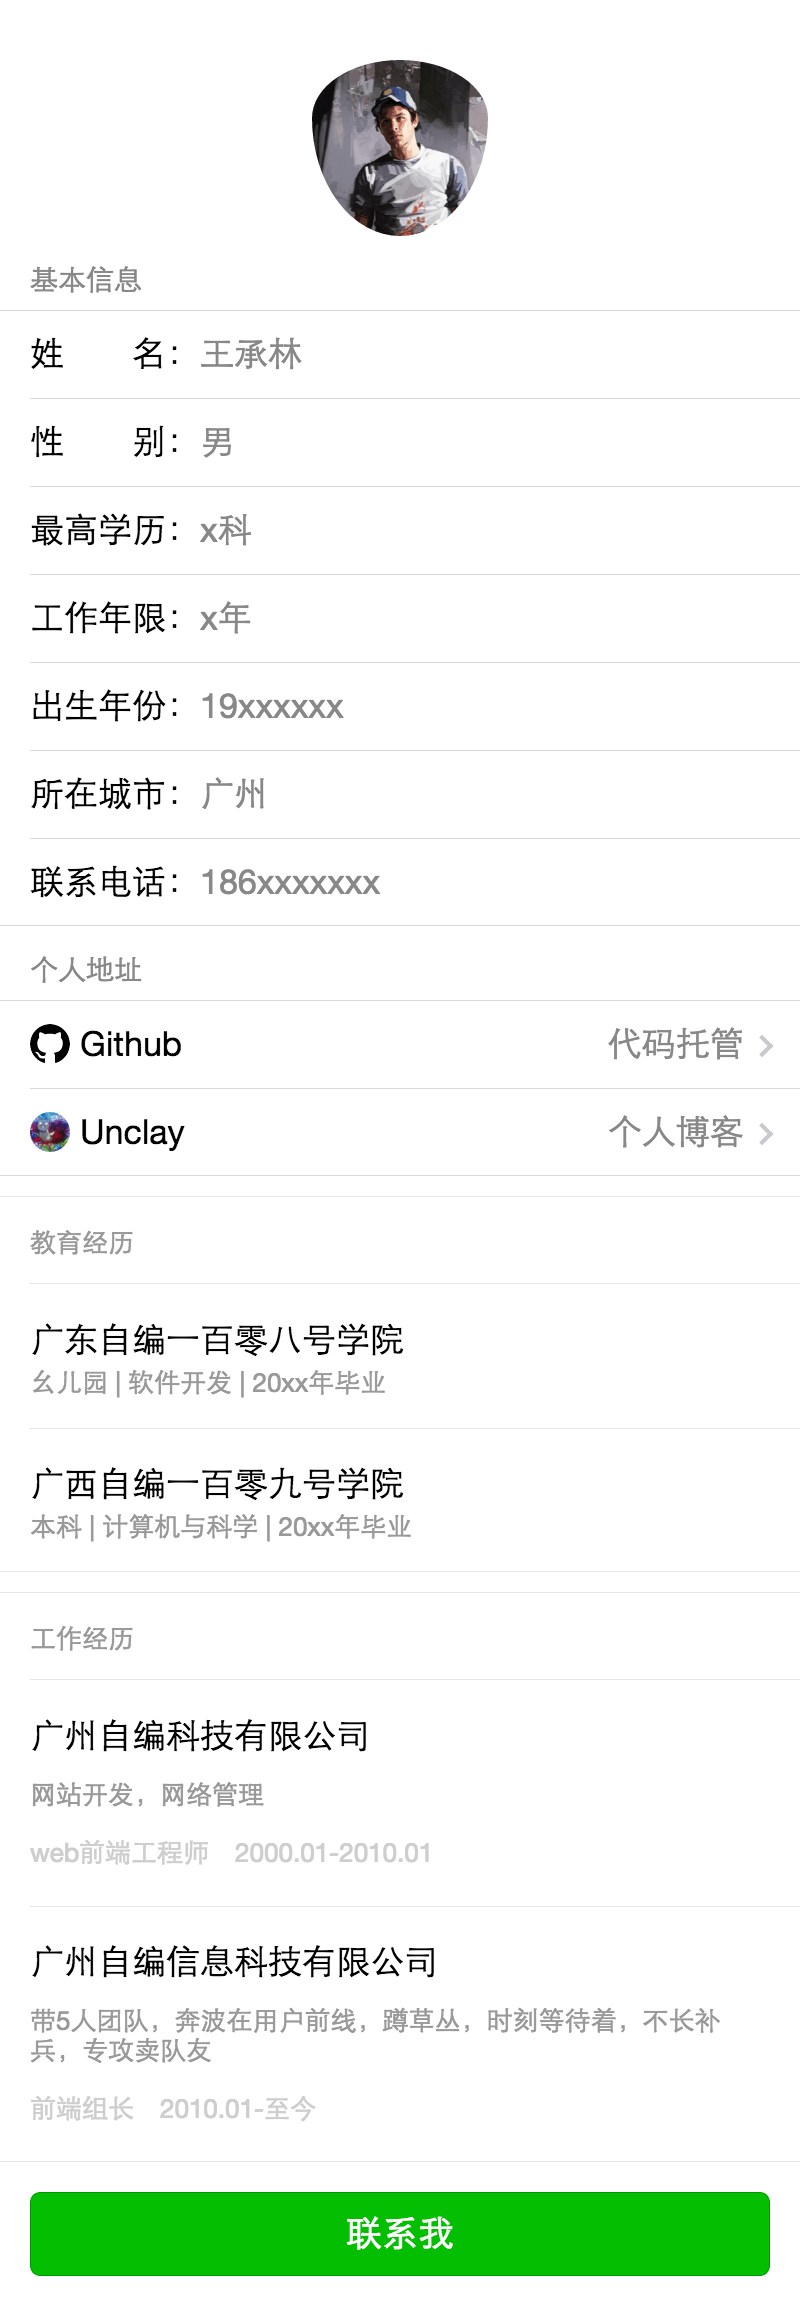 基本信息
姓　　名：王承林
性　　别：男
最高学历：x科
工作年限：x年
出生年份：19xxxxxx
所在城市：广州
联系电话：186xxxxxxx
个人地址
Github 代码托管
Unclay 个人博客
教育经历
广东自编一百零八号学院
幺儿园 | 软件开发 | 20xx年毕业
广西自编一百零九号学院
本科 | 计算机与科学 | 20xx年毕业
工作经历
广州自编科技有限公司
网站开发，网络管理
web前端工程师　2000.01-2010.01
广州自编信息科技有限公司
带5人团队，奔波在用户前线，蹲草丛，时刻等待着，不长补
兵，专攻卖队友
前端组长　2010.01-至今
联系我